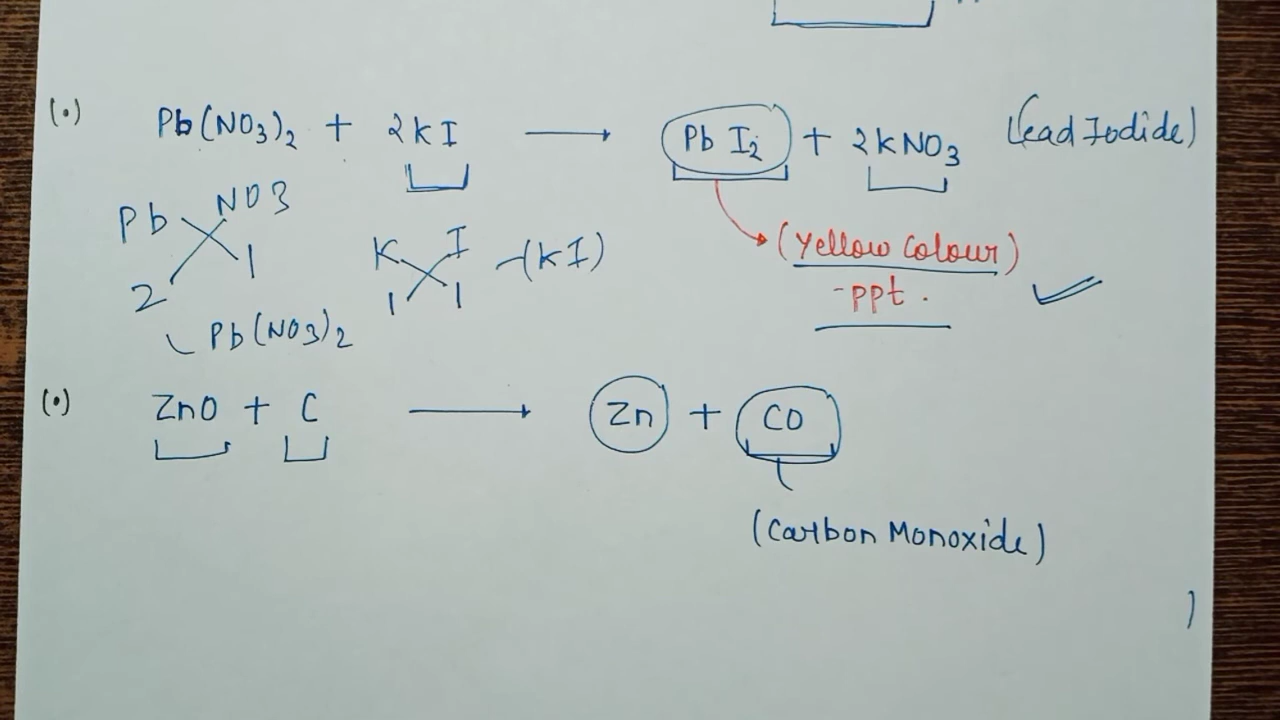 (•) Pb(NO3)2 + 2KI → PbI2 + 2KNO3 (Lead Iodide)
Pb NO3
2 1
Pb(NO3)2
K I -(KI)
1 1
(Yellow Colour)
-ppt.
(•) ZnO + C → Zn + CO
(Carbon Monoxide)
)